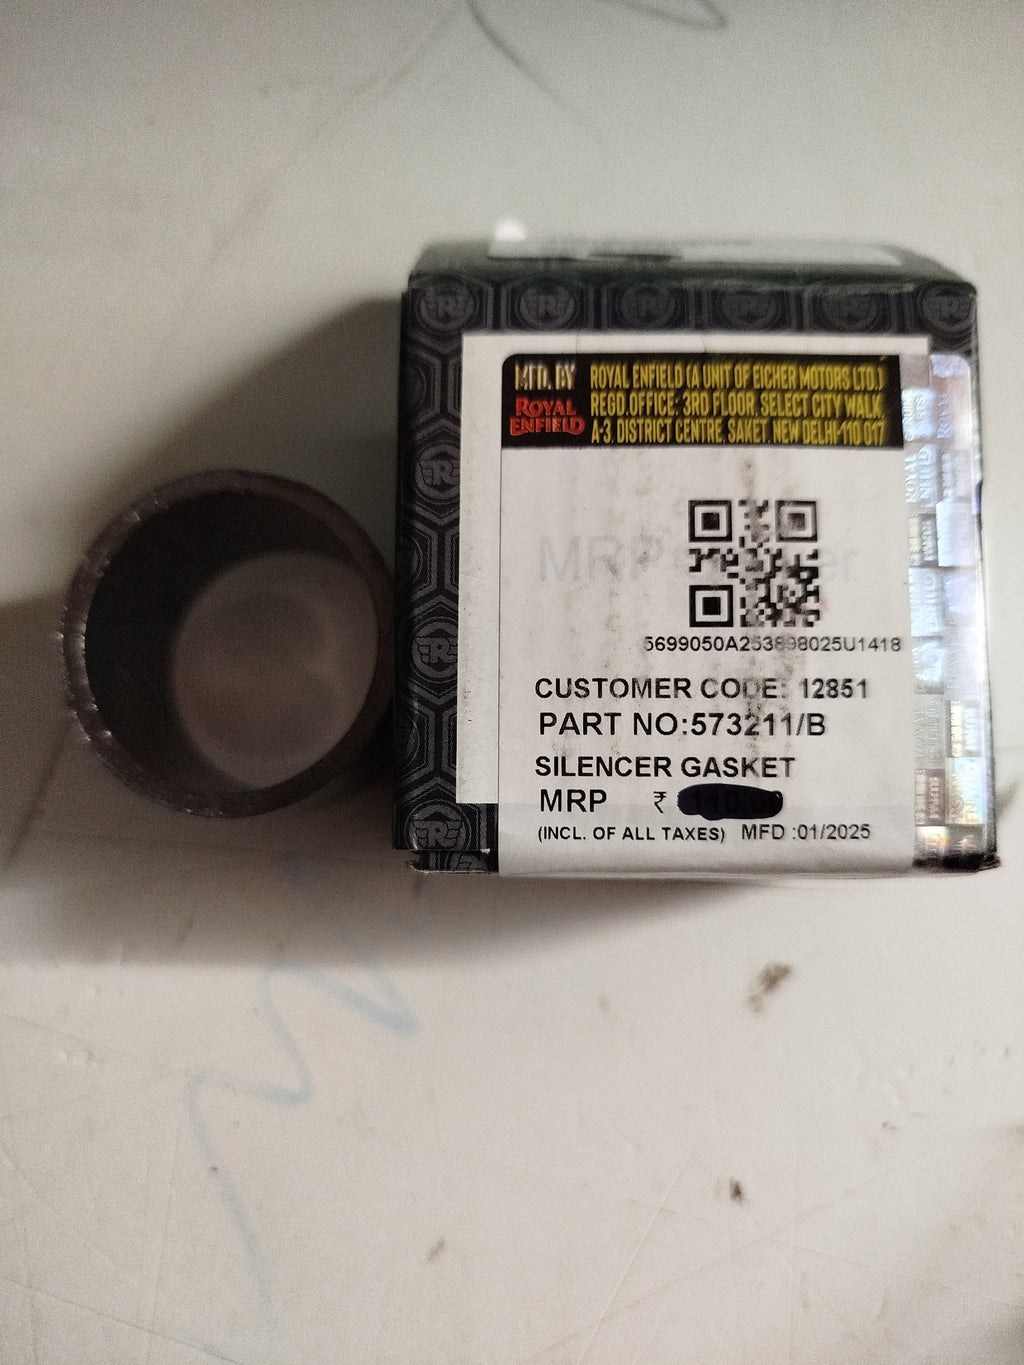 MFD. BY
ROYAL
ENFIELD
ROYAL ENFIELD (A UNIT OF EICHER MOTORS LTD.)
REGD.OFFICE: 3RD FLOOR, SELECT CITY WALK,
A-3, DISTRICT CENTRE, SAKET, NEW DELHI-110 017
MRP
5699050A253898025U1418
CUSTOMER CODE: 12851
PART NO:573211/B
SILENCER GASKET
MRP ₹
(INCL. OF ALL TAXES) MFD :01/2025